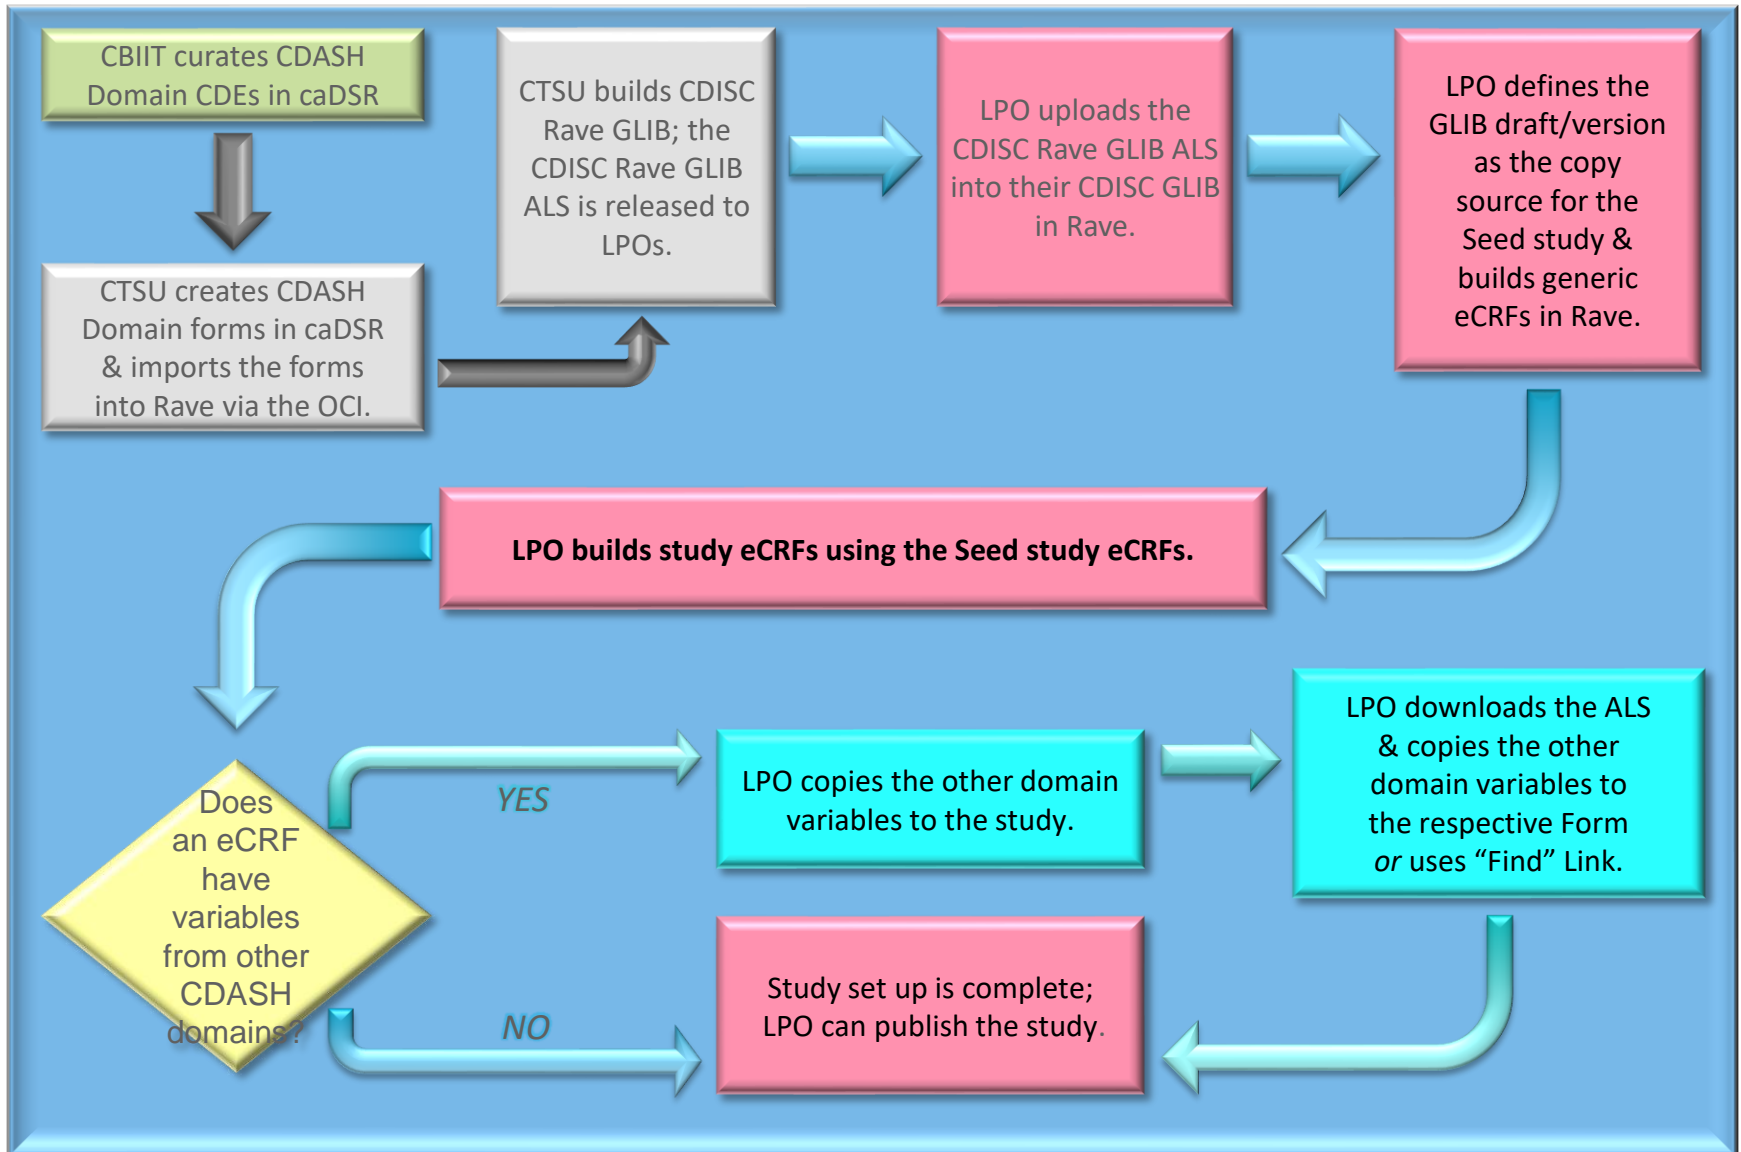 CBIIT curates CDASH
Domain CDEs in caDSR
CTSU creates CDASH
Domain forms in caDSR
& imports the forms
into Rave via the OCI.
CTSU builds CDISC
Rave GLIB; the
CDISC Rave GLIB
ALS is released to
LPOs.
LPO uploads the
CDISC Rave GLIB ALS
into their CDISC GLIB
in Rave.
LPO defines the
GLIB draft/version
as the copy
source for the
Seed study &
builds generic
eCRFs in Rave.
LPO builds study eCRFs using the Seed study eCRFs.
Does
an eCRF
have
variables
from other
CDASH
domains?
YES
LPO copies the other domain
variables to the study.
LPO downloads the ALS
& copies the other
domain variables to
the respective Form
or uses “Find” Link.
NO
Study set up is complete;
LPO can publish the study.